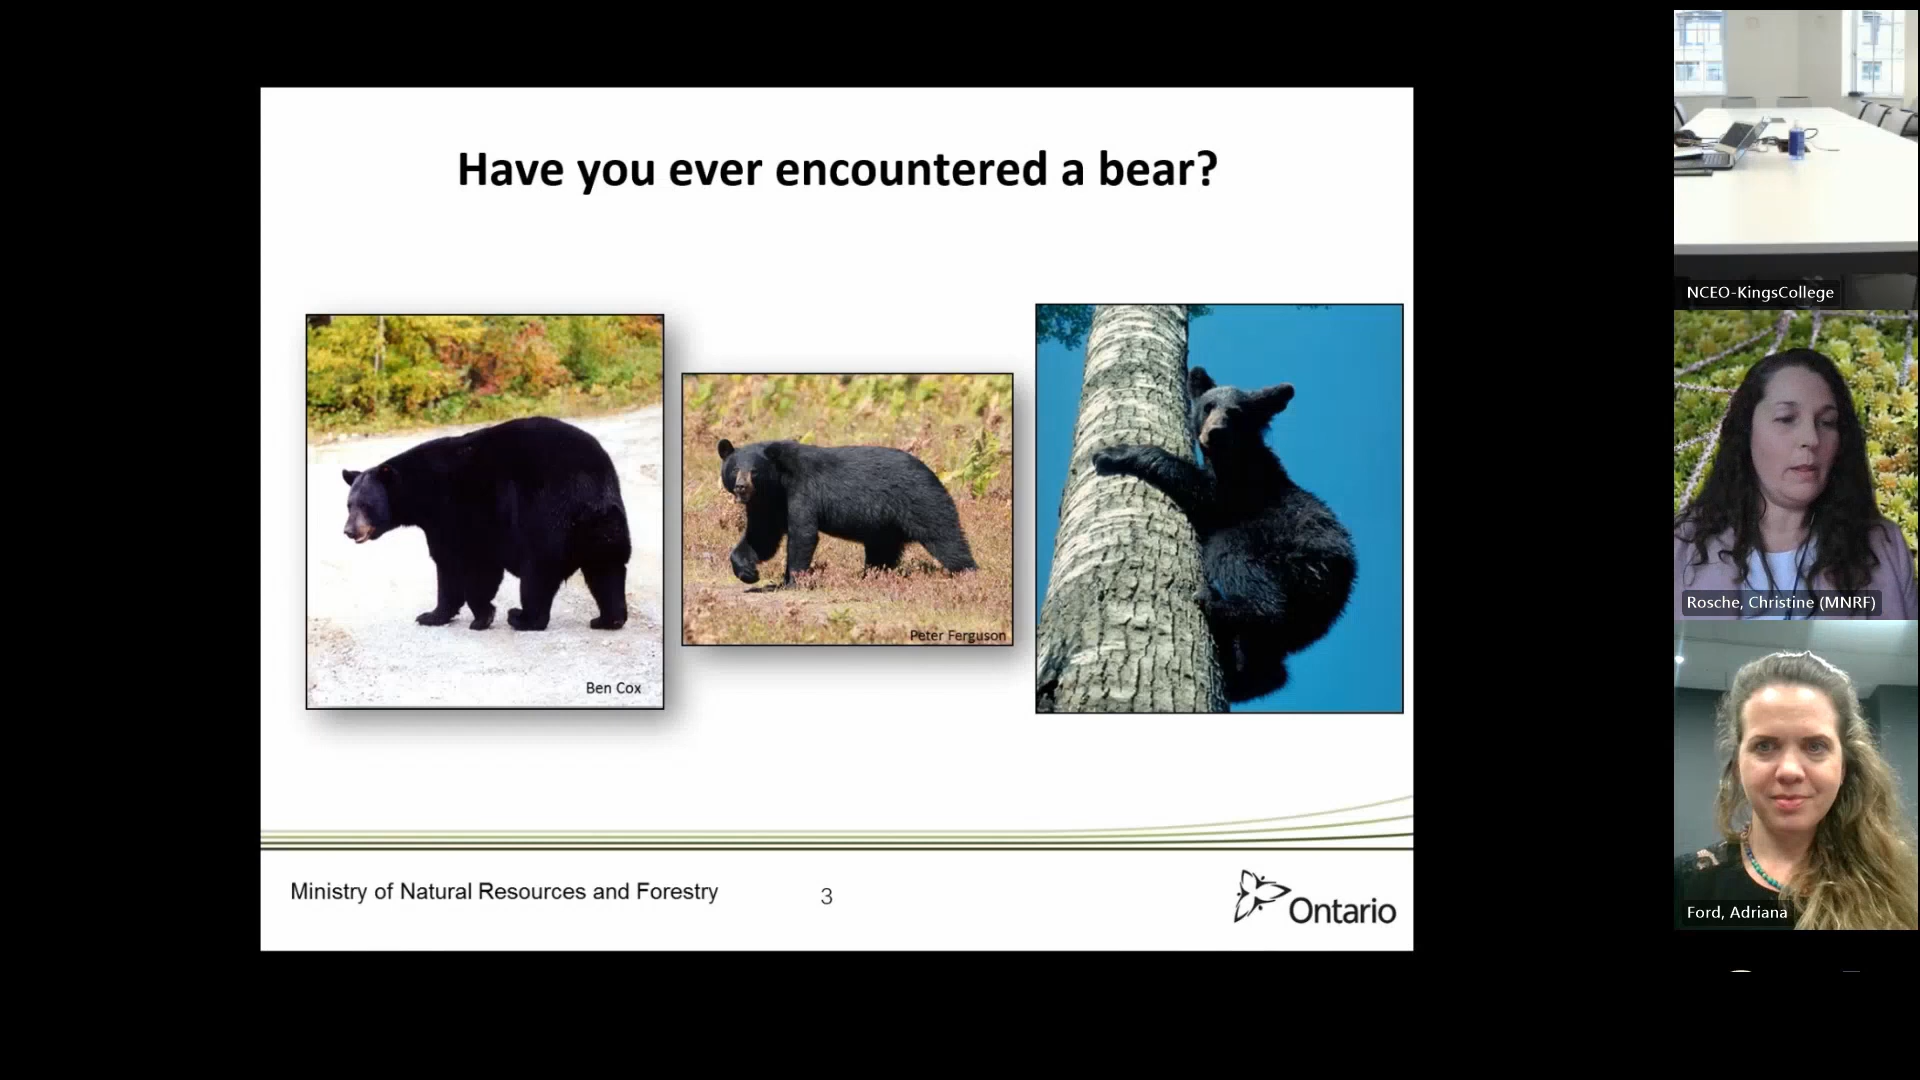 Have you ever encountered a bear?
Ben Cox
Peter Ferguson
Ministry of Natural Resources and Forestry
3
Ontario
NCEO-KingsCollege
Rosche, Christine (MNRF)
Ford, Adriana